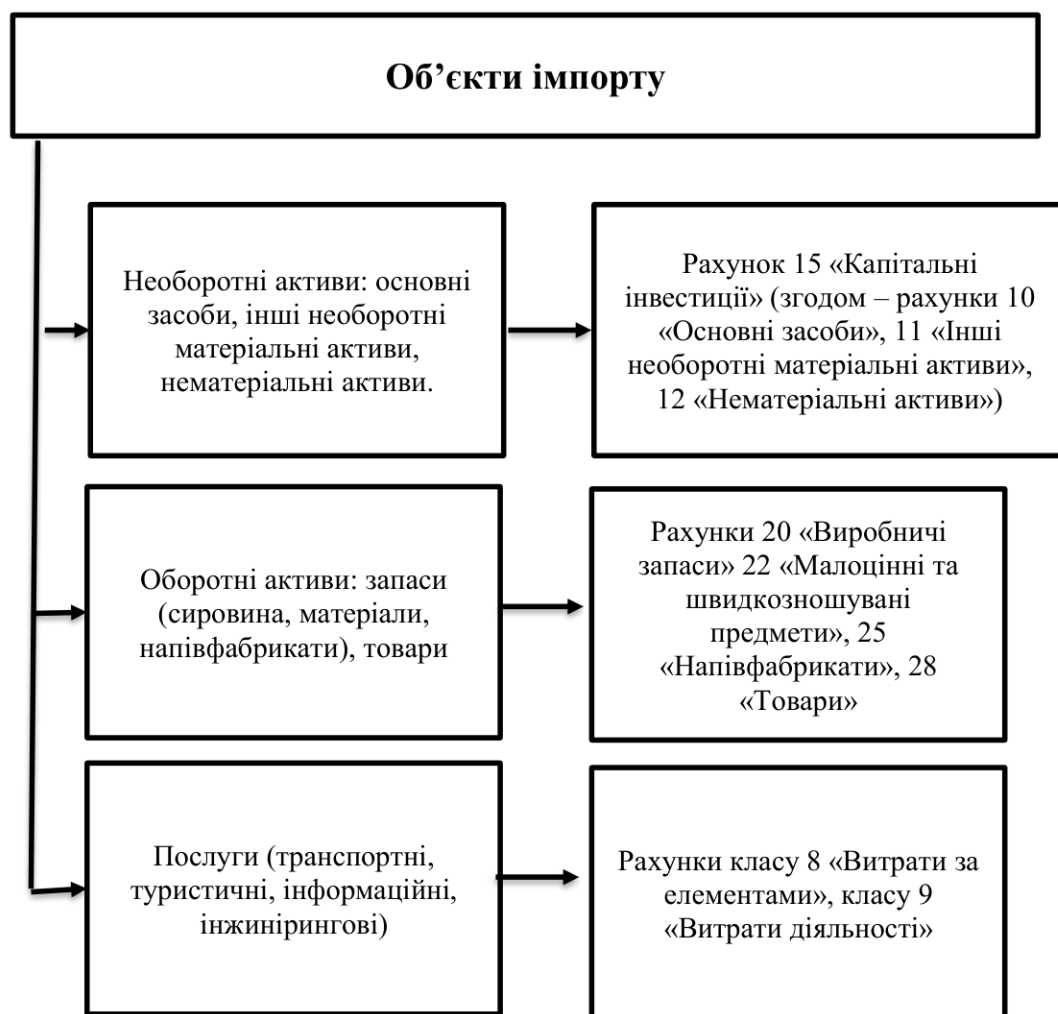 Об’єкти імпорту
Необоротні активи: основні
засоби, інші необоротні
матеріальні активи,
нематеріальні активи.
Рахунок 15 «Капітальні
інвестиції» (згодом – рахунки 10
«Основні засоби», 11 «Інші
необоротні матеріальні активи»,
12 «Нематеріальні активи»)
Оборотні активи: запаси
(сировина, матеріали,
напівфабрикати), товари
Рахунки 20 «Виробничі
запаси» 22 «Малоцінні та
швидкозношувані
предмети», 25
«Напівфабрикати», 28
«Товари»
Послуги (транспортні,
туристичні, інформаційні,
інжинірингові)
Рахунки класу 8 «Витрати за
елементами», класу 9
«Витрати діяльності»